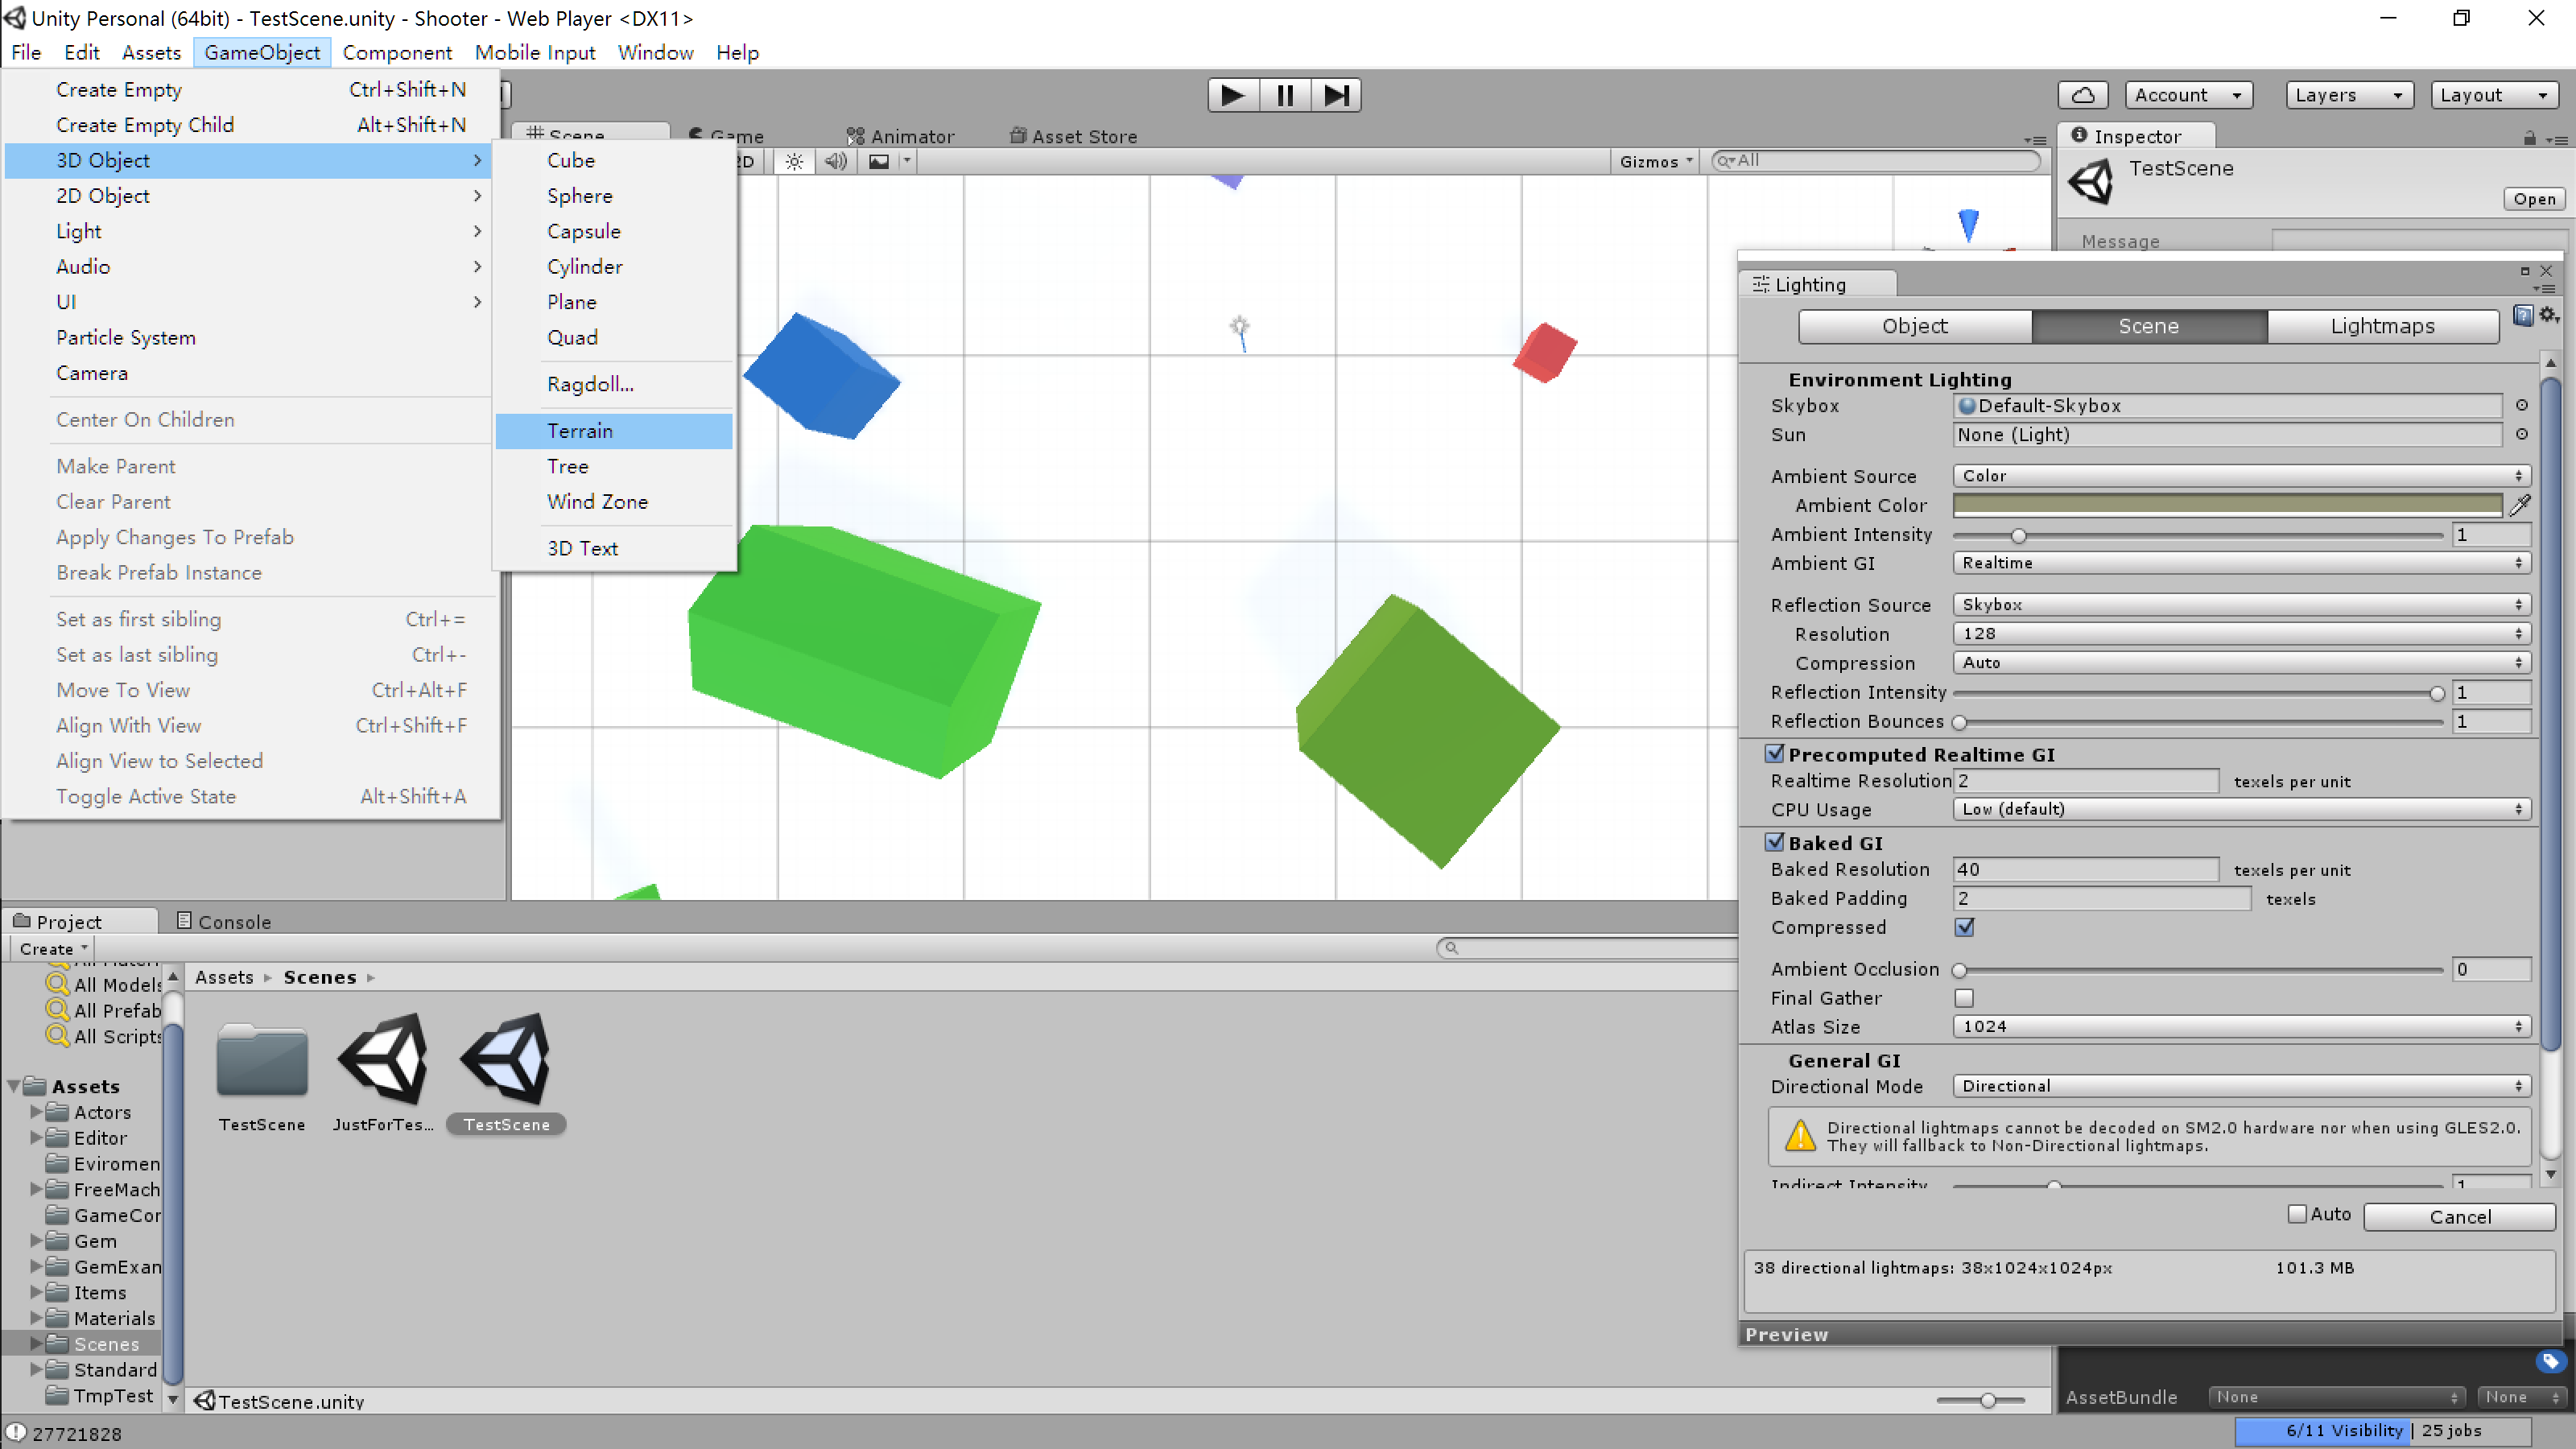 Unity Personal (64bit) - TestScene.unity - Shooter - Web Player <DX11>
File Edit Assets GameObject Component Mobile Input Window Help
Create Empty Ctrl+Shift+N
Create Empty Child Alt+Shift+N
3D Object
2D Object
Light
Audio
UI
Particle System
Camera
Center On Children
Make Parent
Clear Parent
Apply Changes To Prefab
Break Prefab Instance
Set as first sibling Ctrl+=
Set as last sibling Ctrl+-
Move To View Ctrl+Alt+F
Align With View Ctrl+Shift+F
Align View to Selected
Toggle Active State Alt+Shift+A
Cube
Sphere
Capsule
Cylinder
Plane
Quad
Ragdoll...
Terrain
Tree
Wind Zone
3D Text
Account Layers Layout
Scene Game Animator Asset Store
2D Gizmos All
Inspector
TestScene
Open
Message
Lighting
Object Scene Lightmaps
Environment Lighting
Skybox Default-Skybox
Sun None (Light)
Ambient Source Color
Ambient Color
Ambient Intensity 1
Ambient GI Realtime
Reflection Source Skybox
Resolution 128
Compression Auto
Reflection Intensity 1
Reflection Bounces 1
Precomputed Realtime GI
Realtime Resolution 2 texels per unit
CPU Usage Low (default)
Baked GI
Baked Resolution 40 texels per unit
Baked Padding 2 texels
Compressed
Ambient Occlusion 0
Final Gather
Atlas Size 1024
General GI
Directional Mode Directional
Directional lightmaps cannot be decoded on SM2.0 hardware nor when using GLES2.0.
They will fallback to Non-Directional lightmaps.
Indirect Intensity 1
Auto Cancel
38 directional lightmaps: 38x1024x1024px 101.3 MB
Preview
AssetBundle None None
Project Console
Create
All Materi
All Models
All Prefab
All Scripts
Assets
Actors
Editor
Eviromen
FreeMach
GameCor
Gem
GemExan
Items
Materials
Scenes
Standard
TmpTest
Assets Scenes
TestScene JustForTes... TestScene
TestScene.unity
27721828
6/11 Visibility | 25 jobs